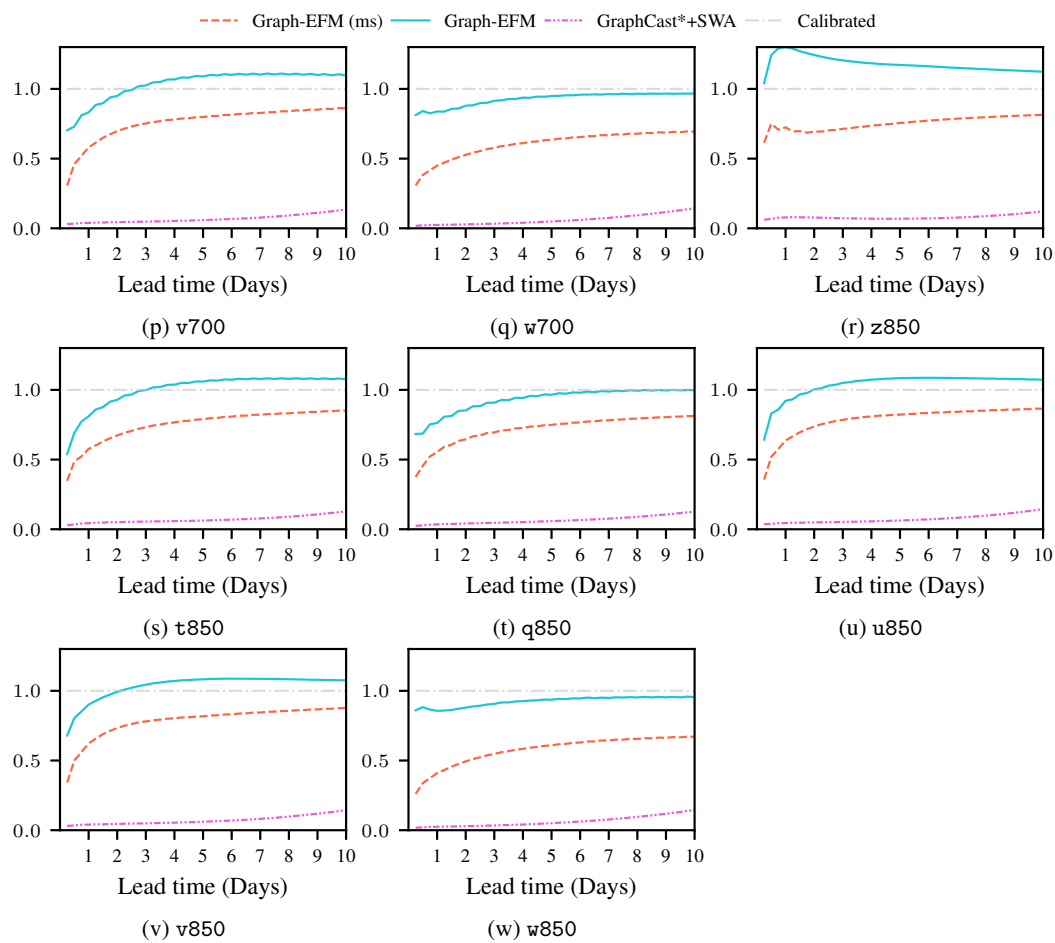 Graph-EFM (ms) Graph-EFM GraphCast*+SWA Calibrated
1.0 1.0 1.0
0.5 0.5 0.5
0.0 0.0 0.0
1 2 3 4 5 6 7 8 9 10 1 2 3 4 5 6 7 8 9 10 1 2 3 4 5 6 7 8 9 10
Lead time (Days) Lead time (Days) Lead time (Days)
(p) v700 (q) w700 (r) z850
1.0 1.0 1.0
0.5 0.5 0.5
0.0 0.0 0.0
1 2 3 4 5 6 7 8 9 10 1 2 3 4 5 6 7 8 9 10 1 2 3 4 5 6 7 8 9 10
Lead time (Days) Lead time (Days) Lead time (Days)
(s) t850 (t) q850 (u) u850
1.0 1.0
0.5 0.5
0.0 0.0
1 2 3 4 5 6 7 8 9 10 1 2 3 4 5 6 7 8 9 10
Lead time (Days) Lead time (Days)
(v) v850 (w) w850